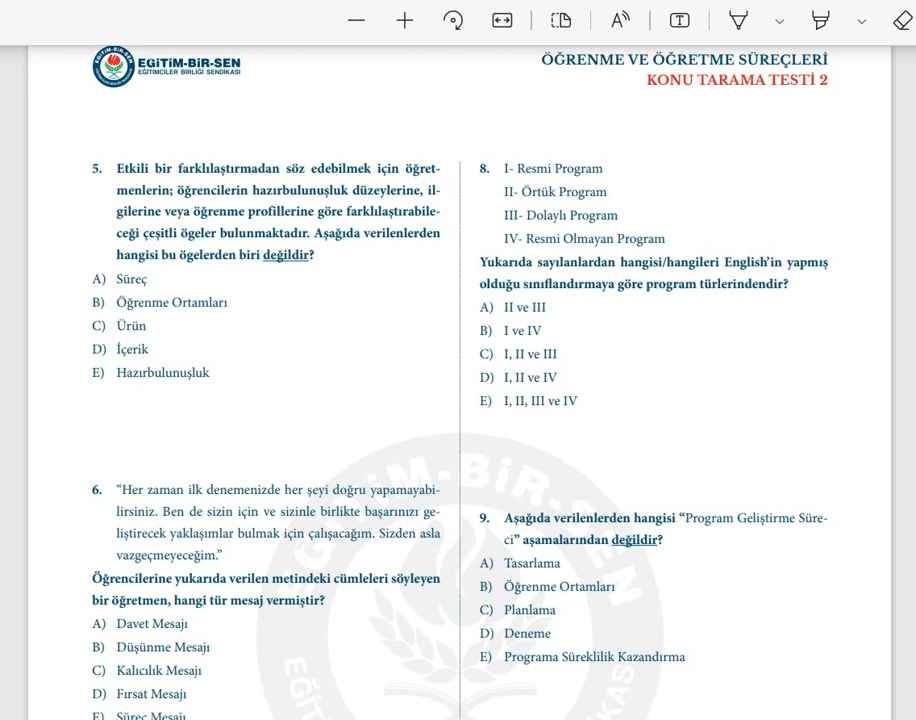 EĞİTİM-BİR-SEN
EĞİTİMCİLER BİRLİĞİ SENDİKASI
ÖĞRENME VE ÖĞRETME SÜREÇLERİ
KONU TARAMA TESTİ 2
5. Etkili bir farklılaştırmadan söz edebilmek için öğret-
menlerin; öğrencilerin hazırbulunuşluk düzeylerine, il-
gilerine veya öğrenme profillerine göre farklılaştırabile-
ceği çeşitli ögeler bulunmaktadır. Aşağıda verilenlerden
hangisi bu ögelerden biri değildir?
A) Süreç
B) Öğrenme Ortamları
C) Ürün
D) İçerik
E) Hazırbulunuşluk
6. “Her zaman ilk denemenizde her şeyi doğru yapamayabi-
lirsiniz. Ben de sizin için ve sizinle birlikte başarınızı ge-
liştirecek yaklaşımlar bulmak için çalışacağım. Sizden asla
vazgeçmeyeceğim.”
Öğrencilerine yukarıda verilen metindeki cümleleri söyleyen
bir öğretmen, hangi tür mesaj vermiştir?
A) Davet Mesajı
B) Düşünme Mesajı
C) Kalıcılık Mesajı
D) Fırsat Mesajı
E) Süreç Mesajı
8. I- Resmi Program
II- Örtük Program
III- Dolaylı Program
IV- Resmi Olmayan Program
Yukarıda sayılanlardan hangisi/hangileri English’in yapmış
olduğu sınıflandırmaya göre program türlerindendir?
A) II ve III
B) I ve IV
C) I, II ve III
D) I, II ve IV
E) I, II, III ve IV
9. Aşağıda verilenlerden hangisi “Program Geliştirme Süre-
ci” aşamalarından değildir?
A) Tasarlama
B) Öğrenme Ortamları
C) Planlama
D) Deneme
E) Programa Süreklilik Kazandırma